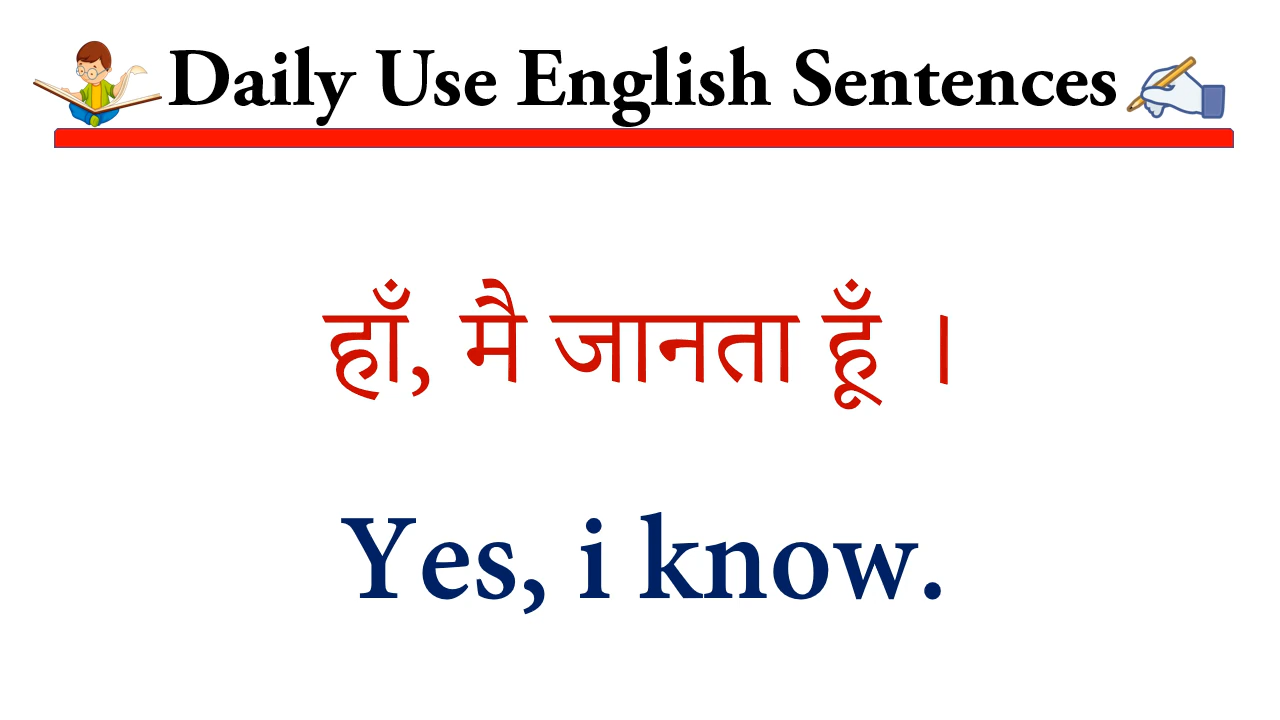 Daily Use English Sentences
हाँ, मै जानता हूँ ।
Yes, i know.